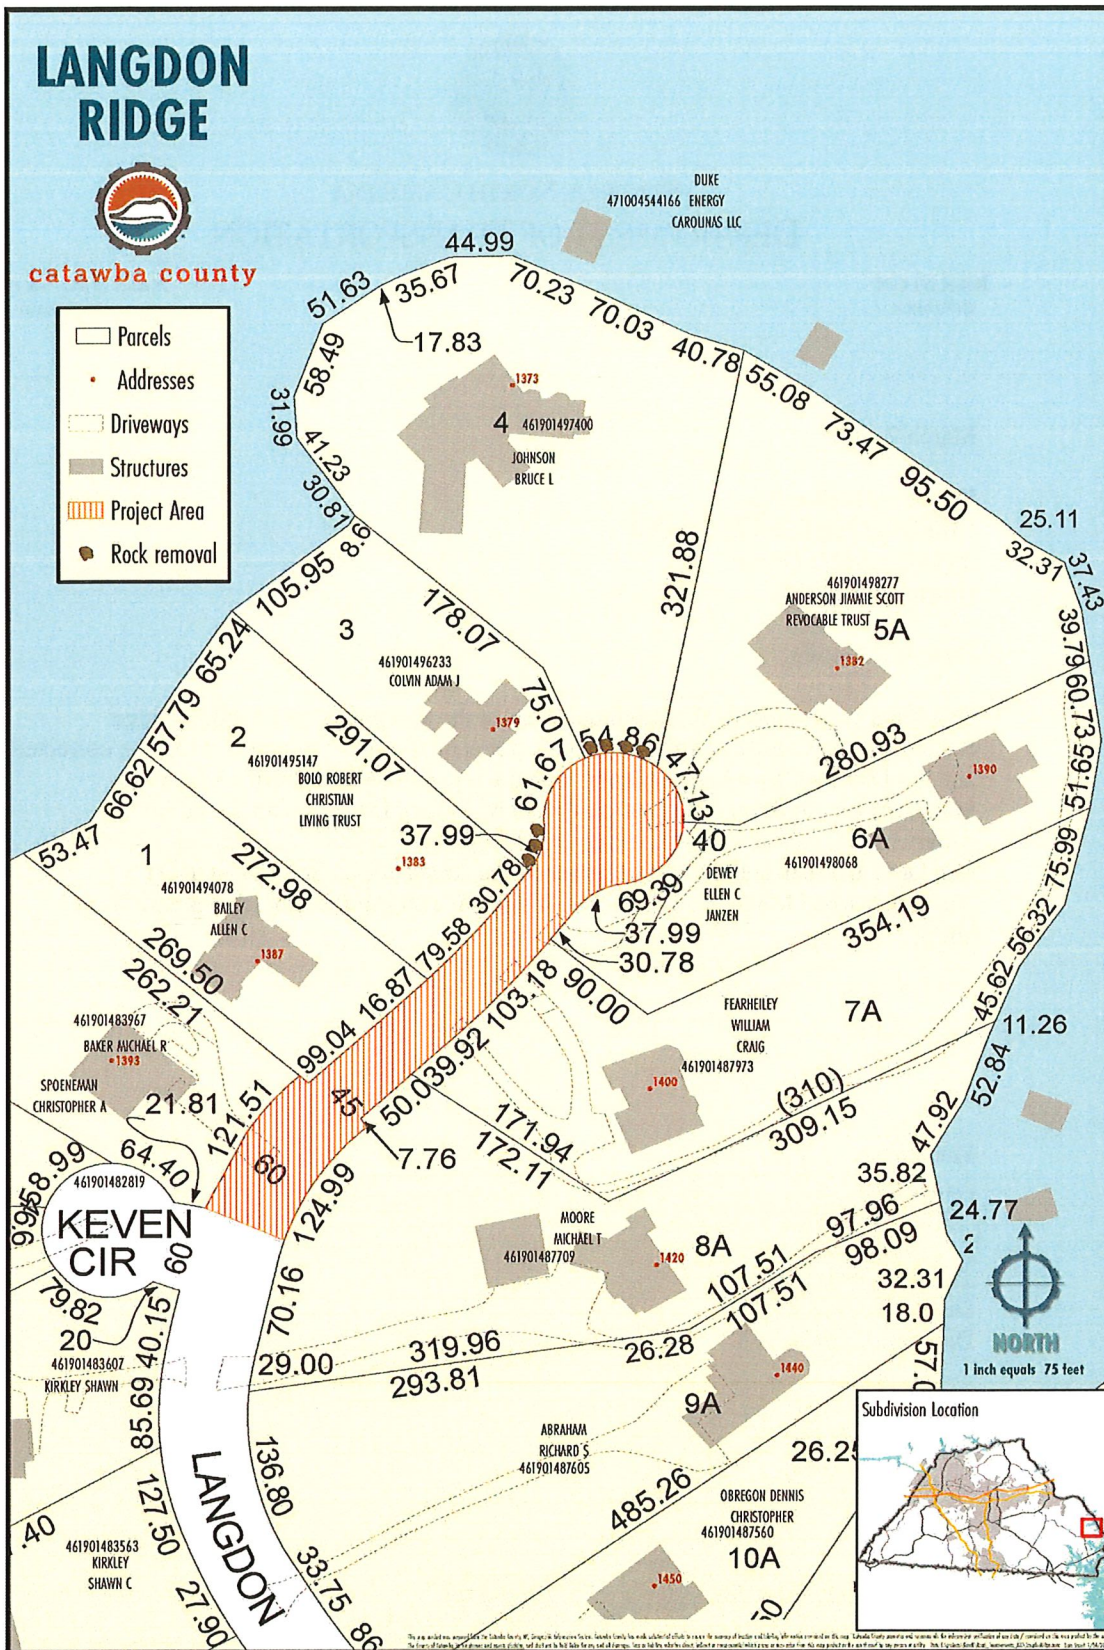 LANGDON
RIDGE
catawba county
Parcels
Addresses
Driveways
Structures
Project Area
Rock removal
DUKE
471004544166 ENERGY
CAROLINAS LLC
44.99
51.63
35.67
17.83
58.49
31.99
41.23
30.81
8.6
70.23
70.03
40.78
55.08
73.47
95.50
25.11
32.31
37.43
39.79
1373
4 461901497400
JOHNSON
BRUCE L
321.88
461901498277
ANDERSON JIMMIE SCOTT
REVOCABLE TRUST 5A
1382
105.95
178.07
3
461901496233
COLVIN ADAM J
1379
75.07
61.67
54.86
47.13
40
280.93
60.73
51.65
1390
6A
461901498068
DEWEY
ELLEN C
JANZEN
69.39
37.99
30.78
65.24
57.79
2
291.07
461901495147
BOLO ROBERT
CHRISTIAN
LIVING TRUST
37.99
1383
30.78
66.62
53.47
1
272.98
461901494078
BAILEY
ALLEN C
1387
269.50
262.21
79.58
16.87
99.04
103.18
90.00
354.19
75.99
56.32
45.62
11.26
52.84
47.92
FEARHEILEY
WILLIAM
CRAIG
7A
461901487973
1400
(310)
309.15
171.94
172.11
461901483967
BAKER MICHAEL R
1393
SPOENEMAN
CHRISTOPHER A
21.81
121.51
45
39.92
50.0
7.76
60
124.99
64.40
58.99
461901482819
KEVEN
CIR
60
79.82
20
40.15
70.16
461901483607
KIRKLEY SHAWN
85.69
29.00
319.96
293.81
26.28
MOORE
MICHAEL T
461901487709
1420
8A
107.51
107.51
97.96
98.09
35.82
24.77
2
32.31
18.0
57.0
NORTH
1 inch equals 75 feet
1440
9A
ABRAHAM
RICHARD S
461901487605
136.80
LANGDON
127.50
.40
461901483563
KIRKLEY
SHAWN C
27.90
33.75
86
485.26
26.25
OBREGON DENNIS
CHRISTOPHER
461901487560
10A
1450
Subdivision Location